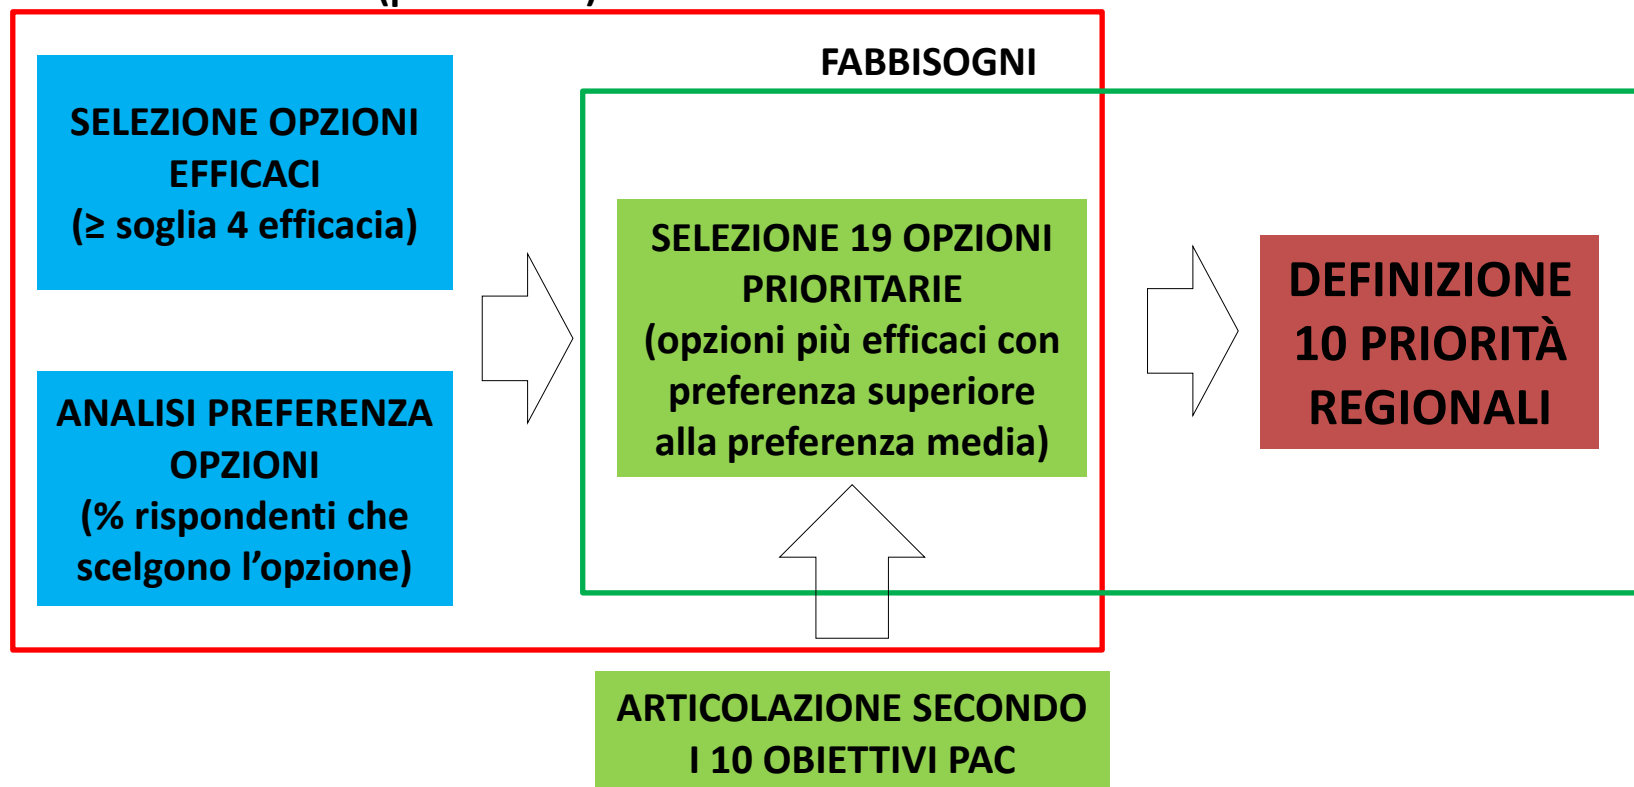 FABBISOGNI
SELEZIONE OPZIONI
EFFICACI
(≥ soglia 4 efficacia)
ANALISI PREFERENZA
OPZIONI
(% rispondenti che
scelgono l’opzione)
SELEZIONE 19 OPZIONI
PRIORITARIE
(opzioni più efficaci con
preferenza superiore
alla preferenza media)
DEFINIZIONE
10 PRIORITÀ
REGIONALI
ARTICOLAZIONE SECONDO
I 10 OBIETTIVI PAC